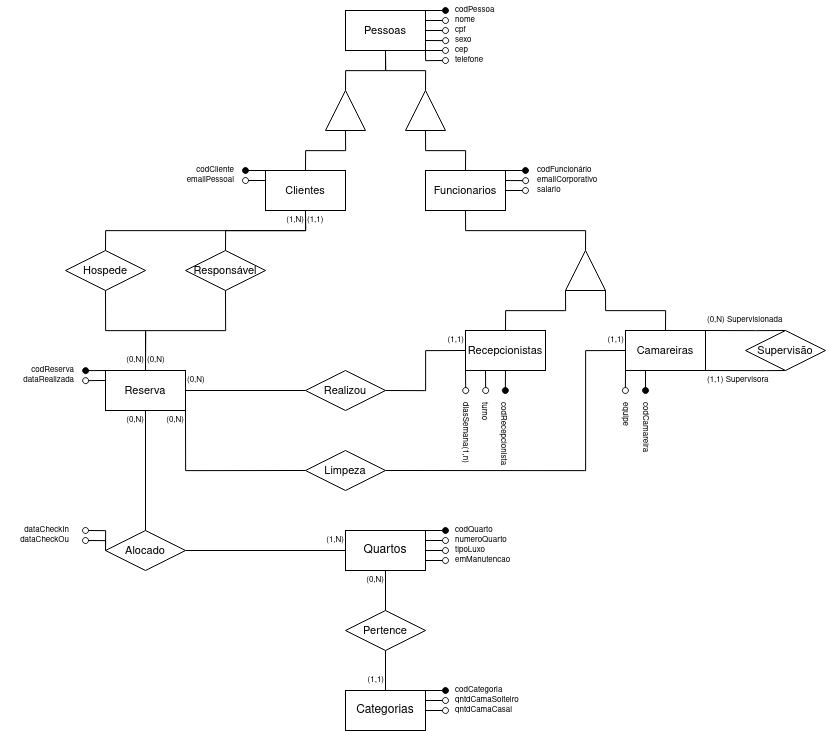 codPessoa
nome
Pessoas
cpf
sexo
cep
telefone
codCliente
emailPessoal
Clientes
codFuncionário
emailCorporativo
salario
Funcionarios
(1,N) (1,1)
Hospede
Responsável
(0,N) Supervisionada
(0,N) (0,N)
(1,1)
Recepcionistas
(1,1)
Camareiras
Supervisão
codReserva
dataRealizada
Reserva
(0,N)
Realizou
(1,1) Supervisora
diasSemana(1,n)
turno
codRecepcionista
equipe
codCamareira
(0,N)
(0,N)
Limpeza
dataCheckIn
dataCheckOu
Alocado
(1,N)
Quartos
codQuarto
numeroQuarto
tipoLuxo
emManutencao
(0,N)
Pertence
(1,1)
Categorias
codCategoria
qntdCamaSolteiro
qntdCamaCasal